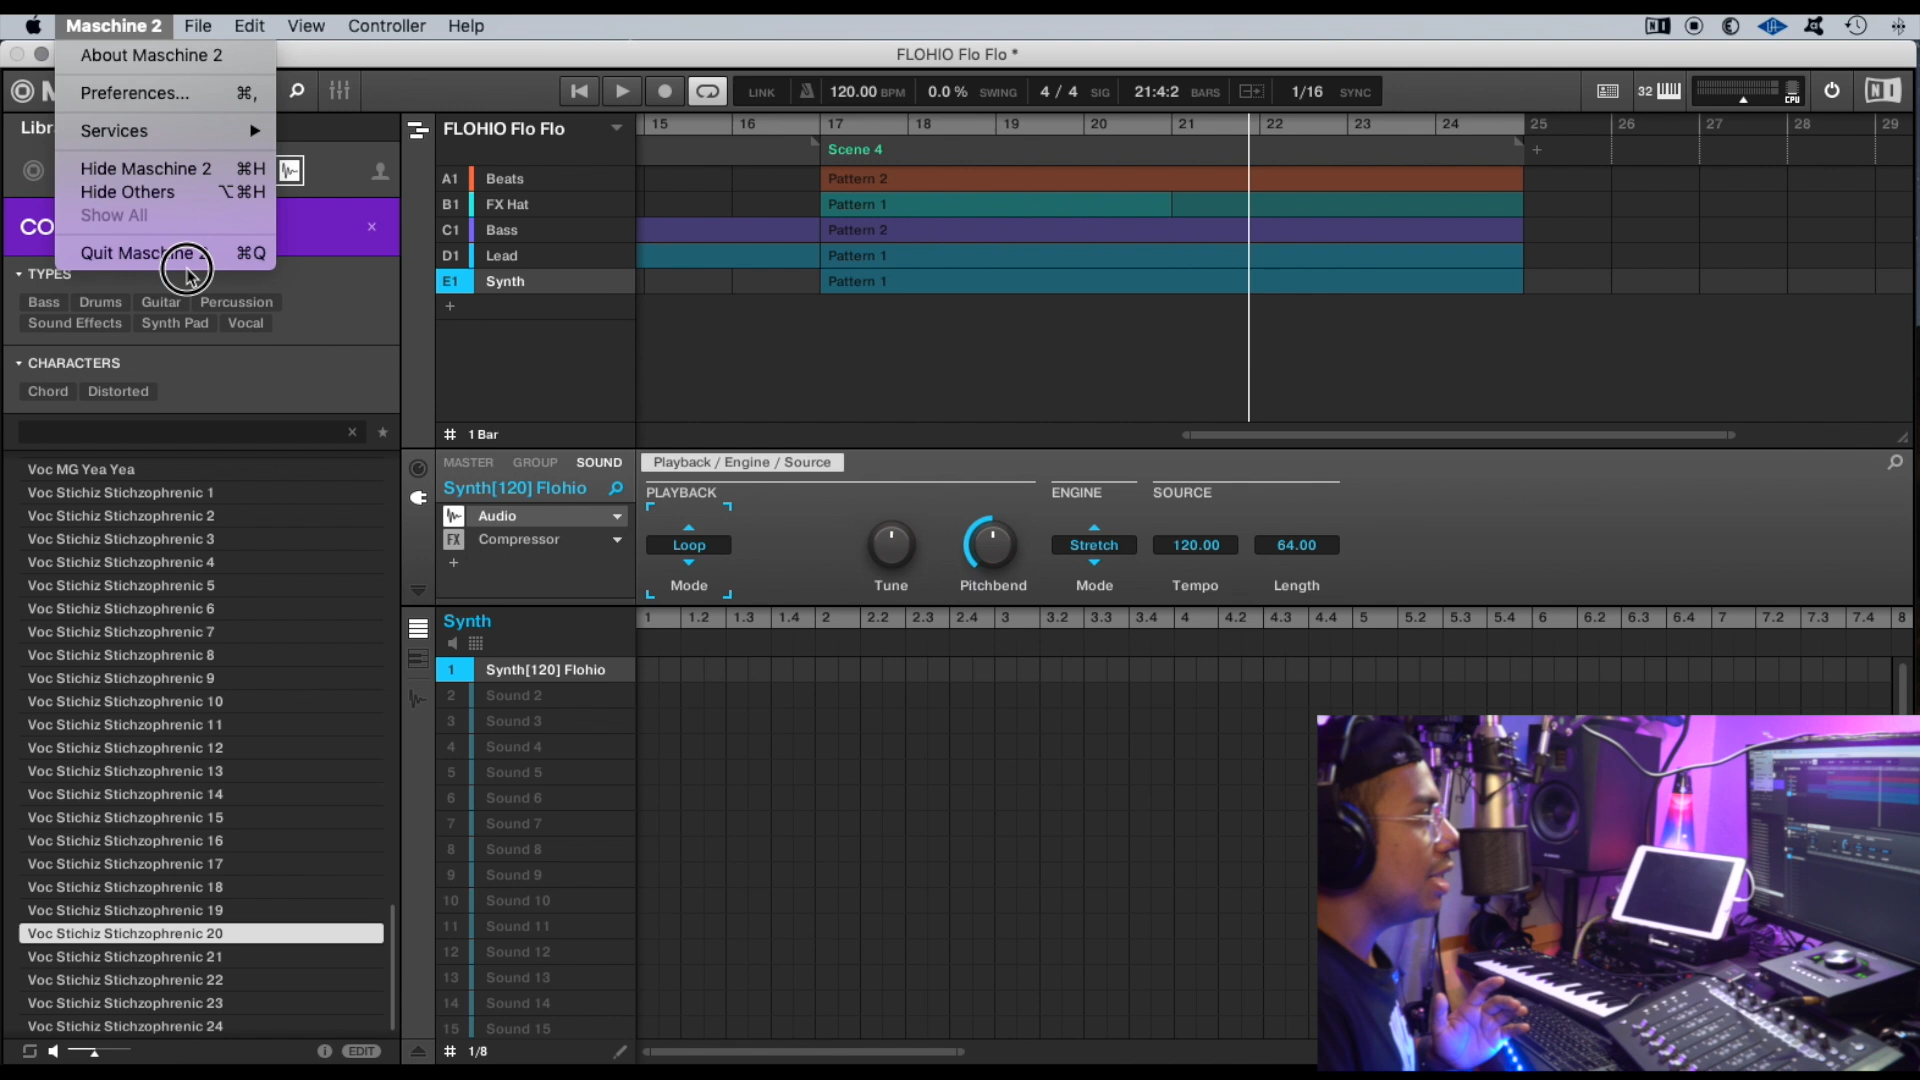 Maschine 2 File Edit View Controller Help
FLOHIO Flo Flo *
About Maschine 2
Preferences... ⌘,
Services
Hide Maschine 2 ⌘H
Hide Others ⌥⌘H
Show All
Quit Maschine 2 ⌘Q
LINK 120.00 BPM 0.0 % SWING 4 / 4 SIG 21:4:2 BARS 1/16 SYNC
32
CPU
NI
FLOHIO Flo Flo
15 16 17 18 19 20 21 22 23 24 25 26 27 28 29
Scene 4
+
A1 Beats Pattern 2
B1 FX Hat Pattern 1
C1 Bass Pattern 2
D1 Lead Pattern 1
E1 Synth Pattern 1
+
1 Bar
TYPES
Bass Drums Guitar Percussion
Sound Effects Synth Pad Vocal
CHARACTERS
Chord Distorted
Voc MG Yea Yea
Voc Stichiz Stichzophrenic 1
Voc Stichiz Stichzophrenic 2
Voc Stichiz Stichzophrenic 3
Voc Stichiz Stichzophrenic 4
Voc Stichiz Stichzophrenic 5
Voc Stichiz Stichzophrenic 6
Voc Stichiz Stichzophrenic 7
Voc Stichiz Stichzophrenic 8
Voc Stichiz Stichzophrenic 9
Voc Stichiz Stichzophrenic 10
Voc Stichiz Stichzophrenic 11
Voc Stichiz Stichzophrenic 12
Voc Stichiz Stichzophrenic 13
Voc Stichiz Stichzophrenic 14
Voc Stichiz Stichzophrenic 15
Voc Stichiz Stichzophrenic 16
Voc Stichiz Stichzophrenic 17
Voc Stichiz Stichzophrenic 18
Voc Stichiz Stichzophrenic 19
Voc Stichiz Stichzophrenic 20
Voc Stichiz Stichzophrenic 21
Voc Stichiz Stichzophrenic 22
Voc Stichiz Stichzophrenic 23
Voc Stichiz Stichzophrenic 24
EDIT
MASTER GROUP SOUND
Synth[120] Flohio
Audio
FX Compressor
+
Playback / Engine / Source
PLAYBACK ENGINE SOURCE
Loop Stretch 120.00 64.00
Mode Tune Pitchbend Mode Tempo Length
Synth
1 1.2 1.3 1.4 2 2.2 2.3 2.4 3 3.2 3.3 3.4 4 4.2 4.3 4.4 5 5.2 5.3 5.4 6 6.2 6.3 6.4 7 7.2 7.3 7.4 8
1 Synth[120] Flohio
2 Sound 2
3 Sound 3
4 Sound 4
5 Sound 5
6 Sound 6
7 Sound 7
8 Sound 8
9 Sound 9
10 Sound 10
11 Sound 11
12 Sound 12
13 Sound 13
14 Sound 14
15 Sound 15
1/8